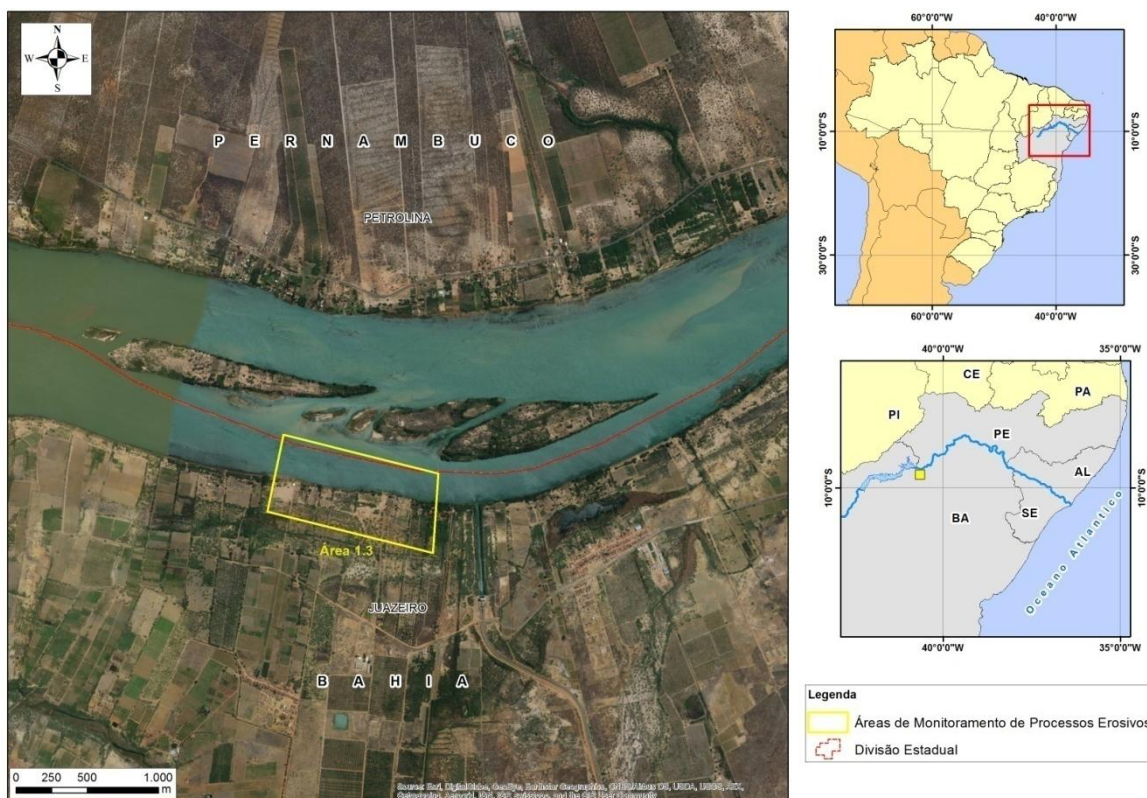 N
W E
S
PERNAMBUCO
PETROLINA
Área 1.3
JUAZEIRO
BAHIA
0 250 500 1.000
m
60°0'0"W 40°0'0"W
10°0'0"S 10°0'0"S
30°0'0"S 30°0'0"S
60°0'0"W 40°0'0"W
40°0'0"W 35°0'0"W
CE
PA
PI
PE
AL
10°0'0"S 10°0'0"S
BA SE
Oceano Atlantico
40°0'0"W 35°0'0"W
Legenda
Áreas de Monitoramento de Processos Erosivos
Divisão Estadual